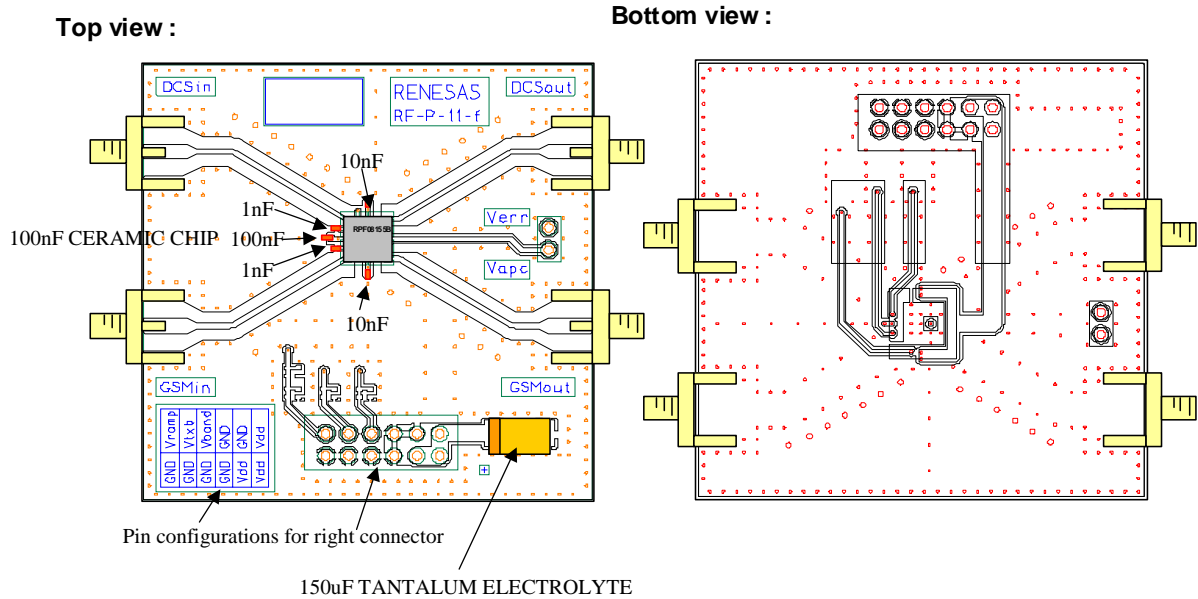 Top view :
Bottom view :
DCSin
RENESAS
RF-P-11-f
DCSout
10nF
1nF
100nF CERAMIC CHIP
100nF
1nF
RPF08155B
Verr
Vapc
10nF
GSMin
GSMout
GND Vramp
GND Vtxb
GND Vband
GND GND
Vdd GND
Vdd Vdd
+
Pin configurations for right connector
150uF TANTALUM ELECTROLYTE